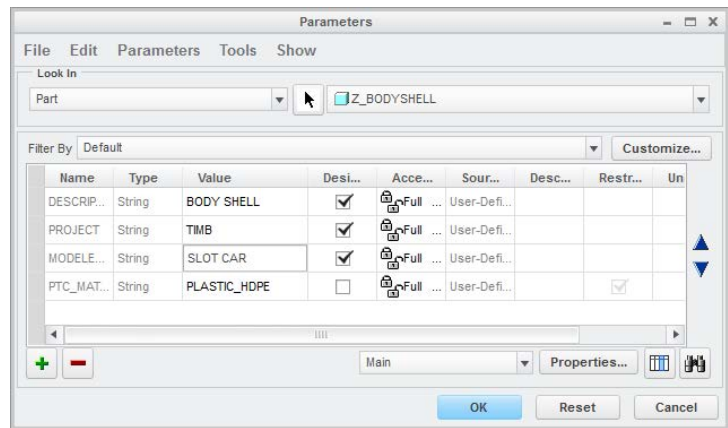 Parameters
File Edit Parameters Tools Show
Look In
Part Z_BODYSHELL
Filter By Default Customize...
Name Type Value Desi... Acce... Sour... Desc... Restr... Un
DESCRIP... String BODY SHELL Full ... User-Defi...
PROJECT String TIMB Full ... User-Defi...
MODELE... String SLOT CAR Full ... User-Defi...
PTC_MAT... String PLASTIC_HDPE Full ... User-Defi...
Main Properties...
OK Reset Cancel